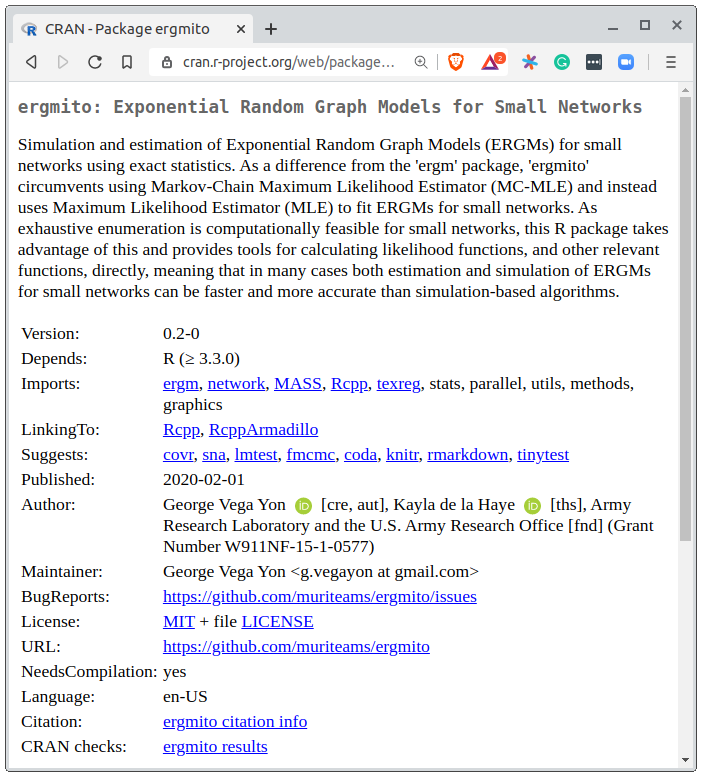 CRAN - Package ergmito
cran.r-project.org/web/package...
2
ergmito: Exponential Random Graph Models for Small Networks
Simulation and estimation of Exponential Random Graph Models (ERGMs) for small
networks using exact statistics. As a difference from the 'ergm' package, 'ergmito'
circumvents using Markov-Chain Maximum Likelihood Estimator (MC-MLE) and instead
uses Maximum Likelihood Estimator (MLE) to fit ERGMs for small networks. As
exhaustive enumeration is computationally feasible for small networks, this R package takes
advantage of this and provides tools for calculating likelihood functions, and other relevant
functions, directly, meaning that in many cases both estimation and simulation of ERGMs
for small networks can be faster and more accurate than simulation-based algorithms.
Version: 0.2-0
Depends: R (≥ 3.3.0)
Imports: ergm, network, MASS, Rcpp, texreg, stats, parallel, utils, methods,
graphics
LinkingTo: Rcpp, RcppArmadillo
Suggests: covr, sna, lmtest, fmcmc, coda, knitr, rmarkdown, tinytest
Published: 2020-02-01
Author: George Vega Yon iD [cre, aut], Kayla de la Haye iD [ths], Army
Research Laboratory and the U.S. Army Research Office [fnd] (Grant
Number W911NF-15-1-0577)
Maintainer: George Vega Yon <g.vegayon at gmail.com>
BugReports: https://github.com/muriteams/ergmito/issues
License: MIT + file LICENSE
URL: https://github.com/muriteams/ergmito
NeedsCompilation: yes
Language: en-US
Citation: ergmito citation info
CRAN checks: ergmito results